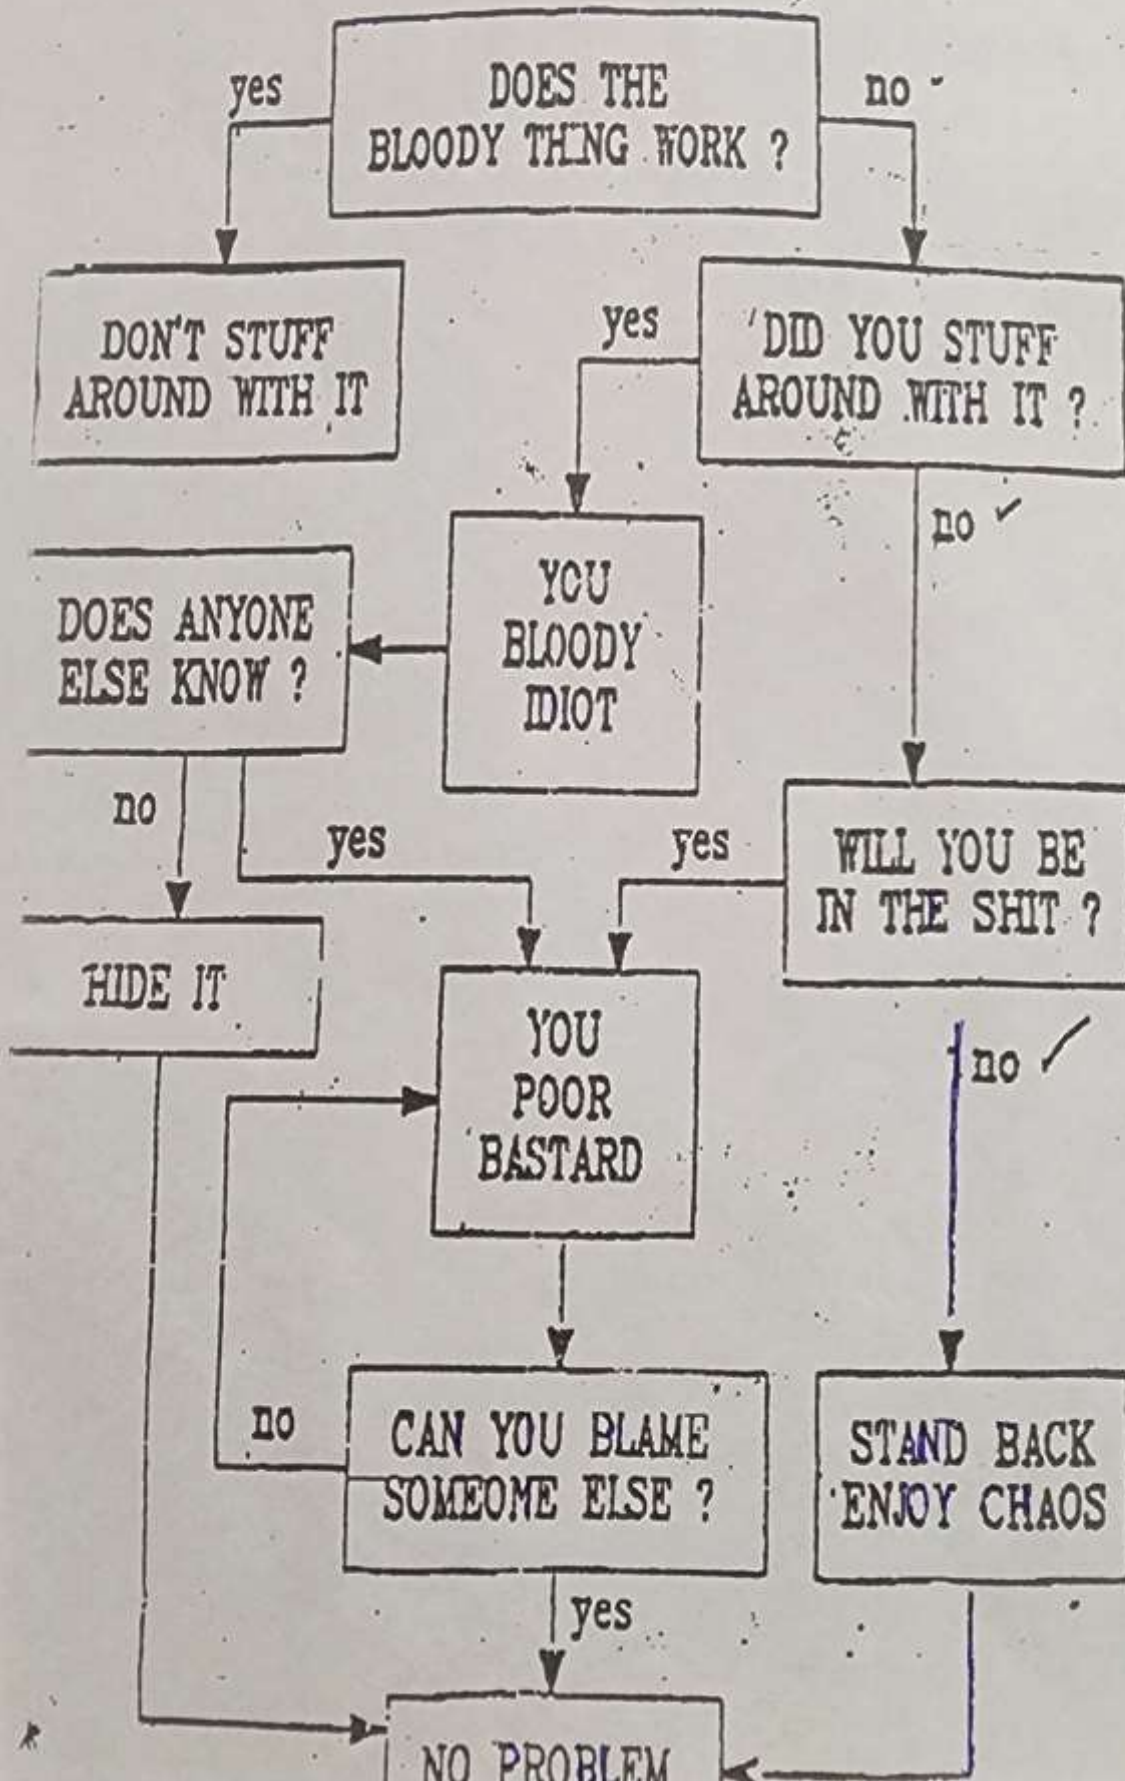 DOES THE
BLOODY THING WORK ?
yes
no
DON'T STUFF
AROUND WITH IT
DID YOU STUFF
AROUND WITH IT ?
yes
no
YOU
BLOODY
IDIOT
DOES ANYONE
ELSE KNOW ?
no
yes
yes
WILL YOU BE
IN THE SHIT ?
HIDE IT
YOU
POOR
BASTARD
no
no
CAN YOU BLAME
SOMEOME ELSE ?
STAND BACK
ENJOY CHAOS
yes
NO PROBLEM